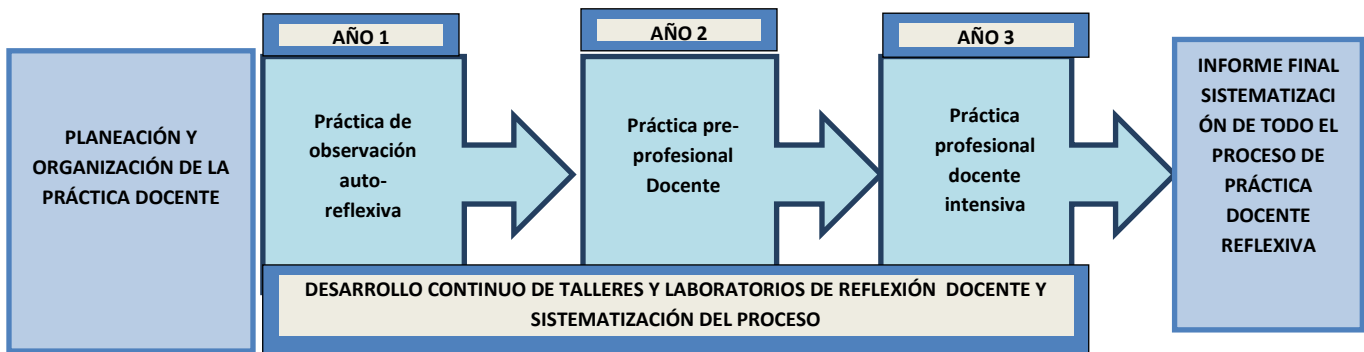 PLANEACIÓN Y
ORGANIZACIÓN DE LA
PRÁCTICA DOCENTE
AÑO 1
Práctica de
observación
auto-
reflexiva
AÑO 2
Práctica pre-
profesional
Docente
AÑO 3
Práctica
profesional
docente
intensiva
INFORME FINAL
SISTEMATIZACI
ÓN DE TODO EL
PROCESO DE
PRÁCTICA
DOCENTE
REFLEXIVA
DESARROLLO CONTINUO DE TALLERES Y LABORATORIOS DE REFLEXIÓN DOCENTE Y
SISTEMATIZACIÓN DEL PROCESO